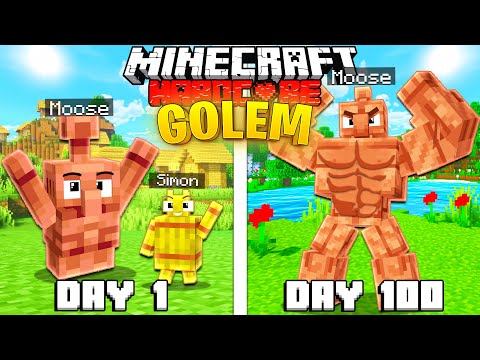 MINECRAFT
HARDCORE
GOLEM
Moose
Simon
Moose
DAY 1
DAY 100